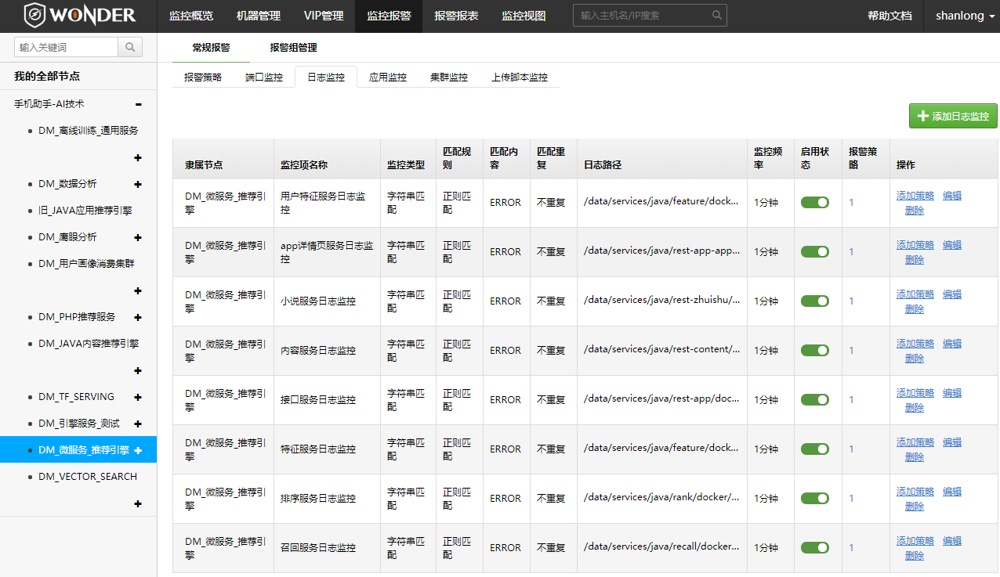 WONDER
监控概览 机器管理 VIP管理 监控报警 报警报表 监控视图 输入主机名/IP搜索 帮助文档 shanlong
输入关键词
常规报警 报警组管理
我的全部节点
报警策略 端口监控 日志监控 应用监控 集群监控 上传脚本监控
手机助手-AI技术
DM_离线训练_通用服务
DM_数据分析
旧_JAVA应用推荐引擎
DM_鹰眼分析
DM_用户画像消费集群
DM_PHP推荐服务
DM_JAVA内容推荐引擎
DM_TF_SERVING
DM_引擎服务_测试
DM_微服务_推荐引擎
DM_VECTOR_SEARCH
添加日志监控
隶属节点 监控项名称 监控类型 匹配规则 匹配内容 匹配重复 日志路径 监控频率 启用状态 报警策略 操作
DM_微服务_推荐引擎 用户特征服务日志监控 字符串匹配 正则匹配 ERROR 不重复 /data/services/java/feature/dock... 1分钟 1 添加策略 编辑 删除
DM_微服务_推荐引擎 app详情页服务日志监控 字符串匹配 正则匹配 ERROR 不重复 /data/services/java/rest-app-app... 1分钟 1 添加策略 编辑 删除
DM_微服务_推荐引擎 小说服务日志监控 字符串匹配 正则匹配 ERROR 不重复 /data/services/java/rest-zhuishu/... 1分钟 1 添加策略 编辑 删除
DM_微服务_推荐引擎 内容服务日志监控 字符串匹配 正则匹配 ERROR 不重复 /data/services/java/rest-content/... 1分钟 1 添加策略 编辑 删除
DM_微服务_推荐引擎 接口服务日志监控 字符串匹配 正则匹配 ERROR 不重复 /data/services/java/rest-app/doc... 1分钟 1 添加策略 编辑 删除
DM_微服务_推荐引擎 特征服务日志监控 字符串匹配 正则匹配 ERROR 不重复 /data/services/java/feature/dock... 1分钟 1 添加策略 编辑 删除
DM_微服务_推荐引擎 排序服务日志监控 字符串匹配 正则匹配 ERROR 不重复 /data/services/java/rank/docker/... 1分钟 1 添加策略 编辑 删除
DM_微服务_推荐引擎 召回服务日志监控 字符串匹配 正则匹配 ERROR 不重复 /data/services/java/recall/docker... 1分钟 1 添加策略 编辑 删除